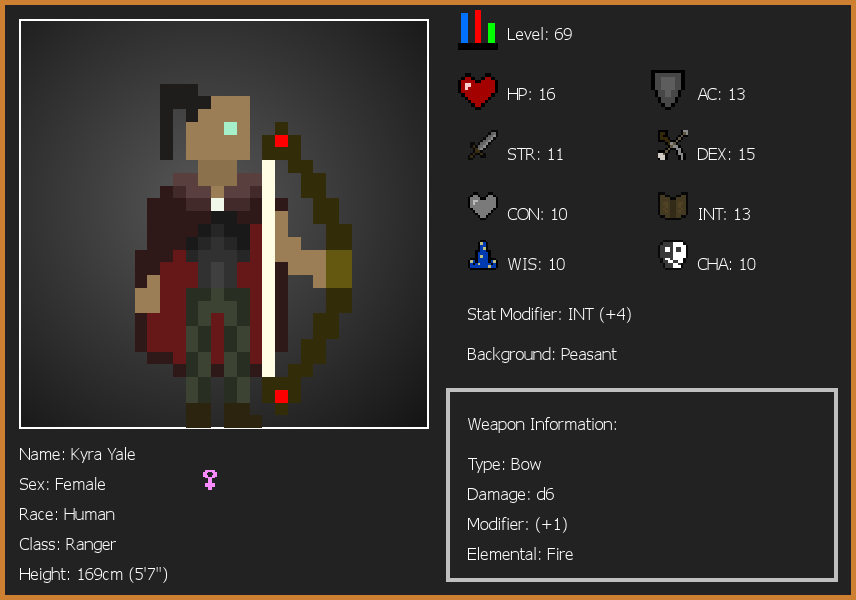 Level: 69
HP: 16
AC: 13
STR: 11
DEX: 15
CON: 10
INT: 13
WIS: 10
CHA: 10
Stat Modifier: INT (+4)
Background: Peasant
Weapon Information:
Type: Bow
Damage: d6
Modifier: (+1)
Elemental: Fire
Name: Kyra Yale
Sex: Female
Race: Human
Class: Ranger
Height: 169cm (5'7")